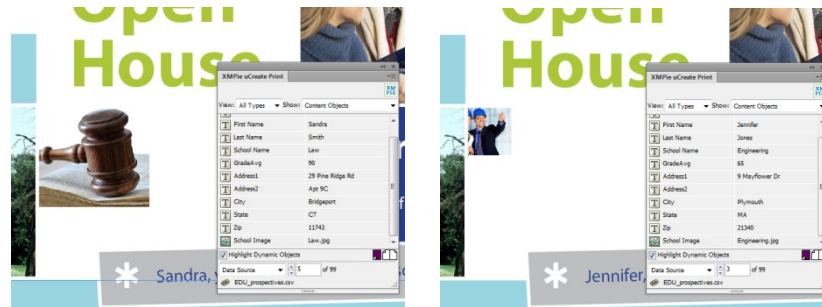 Open
House
XMPie uCreate Print
XM
PIE
View: All Types Show: Content Objects
T First Name Sandra
T Last Name Smith
T School Name Law
T GradeAvg 90
T Address1 29 Pine Ridge Rd
T Address2 Apt 9C
T City Bridgeport
T State CT
T Zip 11743
School Image Law.jpg
Highlight Dynamic Objects
Data Source 5 of 99
EDU_prospectives.csv
* Sandra,
Open
House
XMPie uCreate Print
XM
PIE
View: All Types Show: Content Objects
T First Name Jennifer
T Last Name Jones
T School Name Engineering
T GradeAvg 65
T Address1 9 Mayflower Dr
T Address2
T City Plymouth
T State MA
T Zip 21340
School Image Engineering.jpg
Highlight Dynamic Objects
Data Source 3 of 99
EDU_prospectives.csv
* Jennifer,